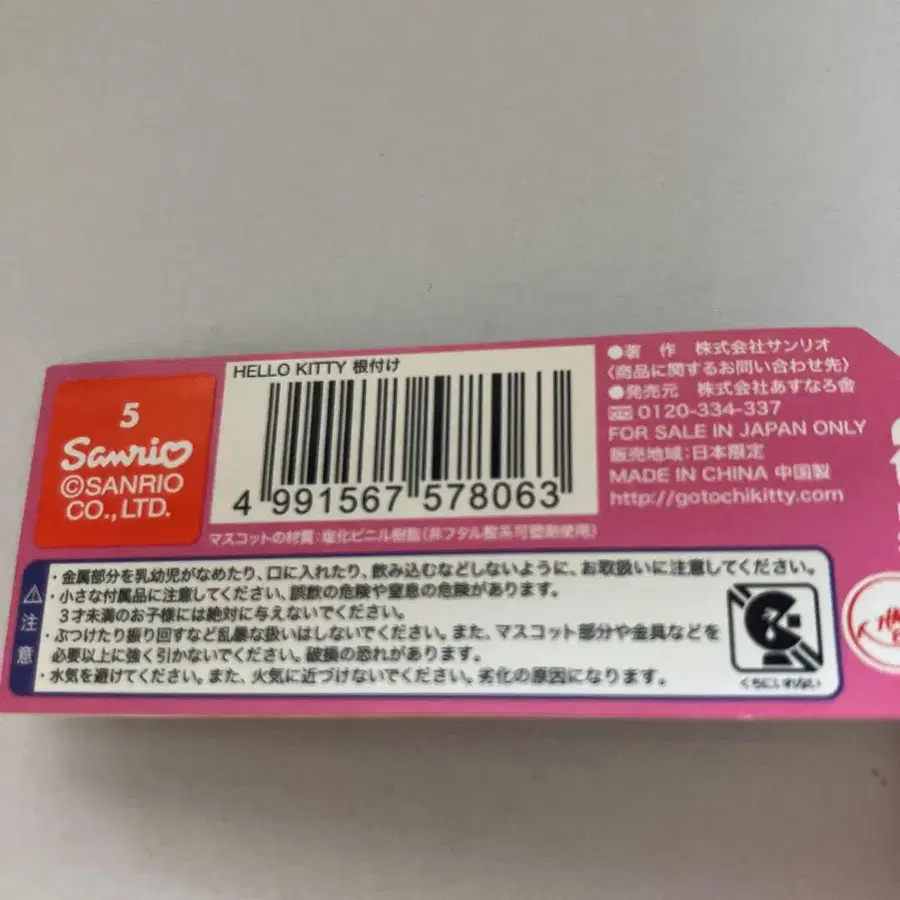 5
Sanrio
©SANRIO
CO.,LTD.
HELLO KITTY 根付け
4 991567 578063
マスコットの材質:塩化ビニル樹脂(非フタル酸系可塑剤使用)
●著 作 株式会社サンリオ
〈商品に関するお問い合わせ先〉
●発売元 株式会社あすなろ舎
0120-334-337
FOR SALE IN JAPAN ONLY
販売地域:日本限定
MADE IN CHINA 中国製
http://gotochikitty.com
⚠注意
・金属部分を乳幼児がなめたり、口に入れたり、飲み込むなどしないように、お取扱いに注意してください。
・小さな付属品に注意してください、誤飲の危険や窒息の危険があります。
3才未満のお子様には絶対に与えないでください。
・ぶつけたり振り回すなど乱暴な扱いはしないでください。また、マスコット部分や金具などを
必要以上に強く引かないでください。破損の恐れがあります。
・水気を避けてください。また、火気に近づけないでください。劣化の原因になります。
くちにいれない